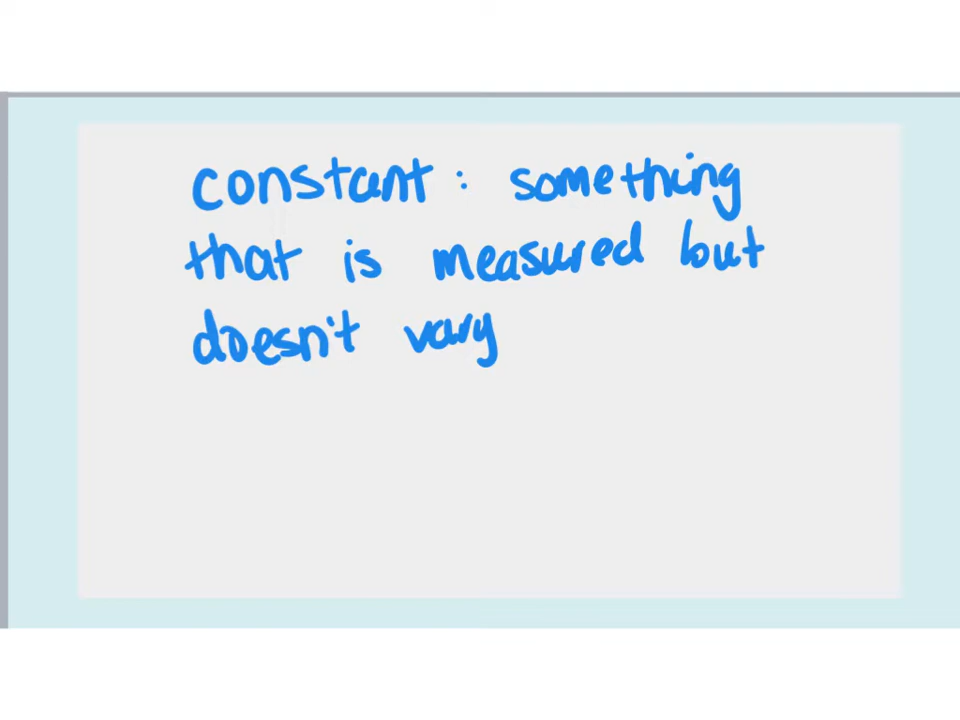 constant: something
that is measured but
doesn't vary